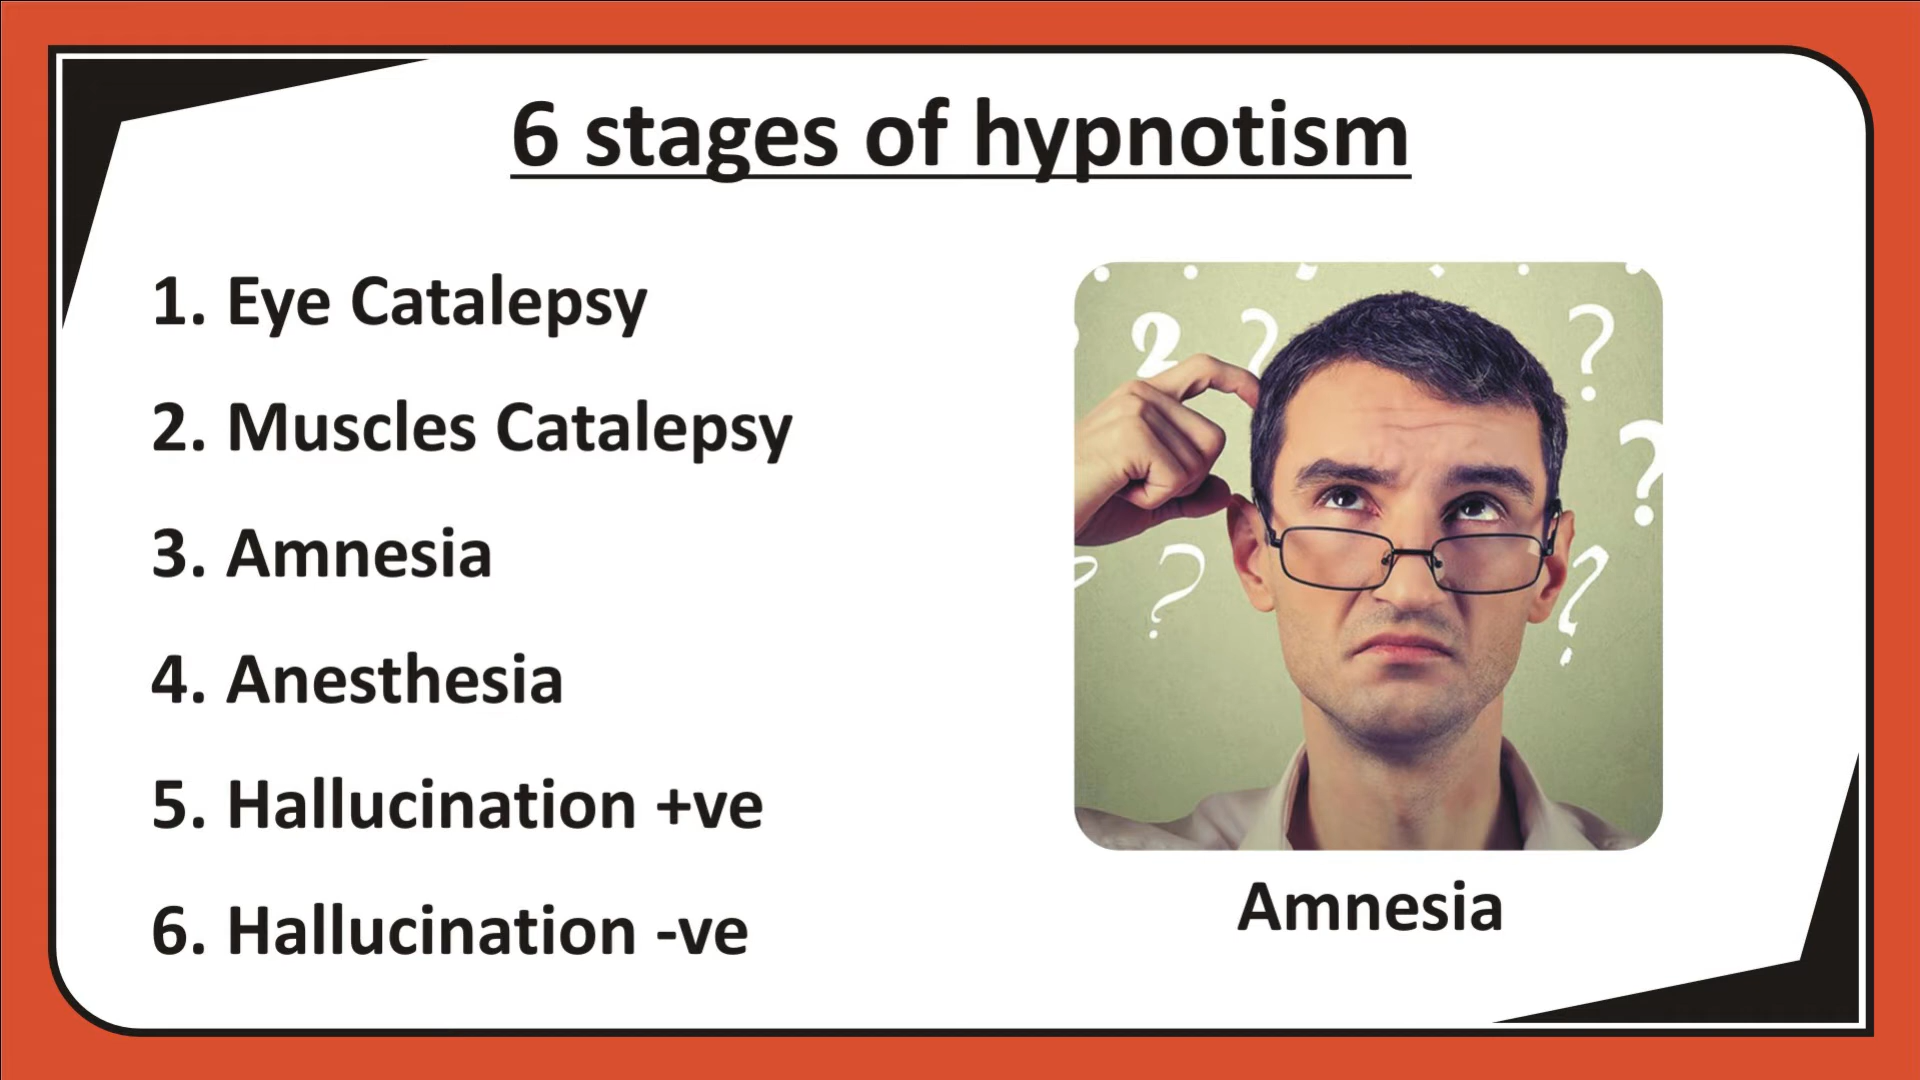 6 stages of hypnotism
1. Eye Catalepsy
2. Muscles Catalepsy
3. Amnesia
4. Anesthesia
5. Hallucination +ve
6. Hallucination -ve
Amnesia